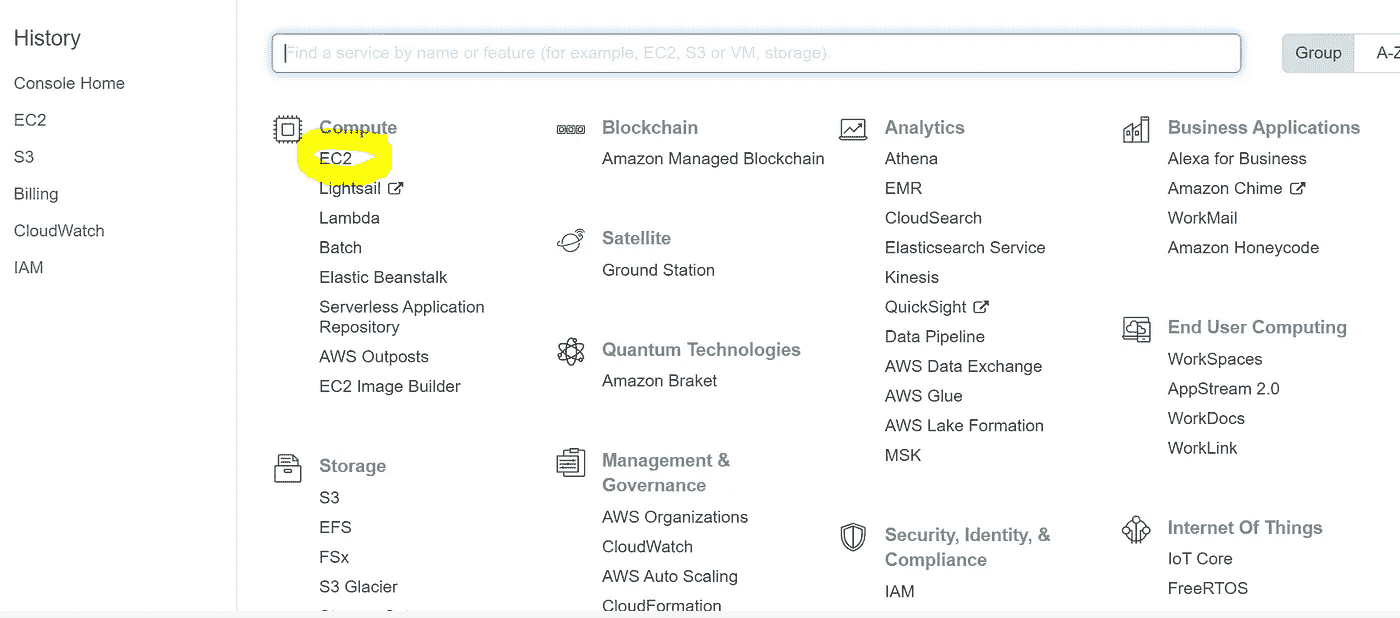 History
Console Home
EC2
S3
Billing
CloudWatch
IAM
Find a service by name or feature (for example, EC2, S3 or VM, storage).
Group
A-Z
Compute
EC2
Lightsail
Lambda
Batch
Elastic Beanstalk
Serverless Application
Repository
AWS Outposts
EC2 Image Builder
Storage
S3
EFS
FSx
S3 Glacier
Blockchain
Amazon Managed Blockchain
Satellite
Ground Station
Quantum Technologies
Amazon Braket
Management &
Governance
AWS Organizations
CloudWatch
AWS Auto Scaling
CloudFormation
Analytics
Athena
EMR
CloudSearch
Elasticsearch Service
Kinesis
QuickSight
Data Pipeline
AWS Data Exchange
AWS Glue
AWS Lake Formation
MSK
Security, Identity, &
Compliance
IAM
Business Applications
Alexa for Business
Amazon Chime
WorkMail
Amazon Honeycode
End User Computing
WorkSpaces
AppStream 2.0
WorkDocs
WorkLink
Internet Of Things
IoT Core
FreeRTOS